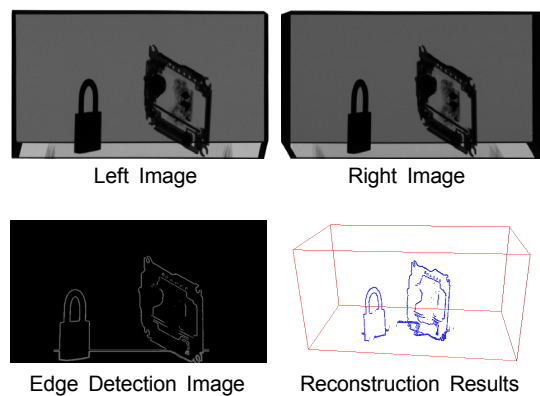 Left Image
Right Image
Edge Detection Image
Reconstruction Results